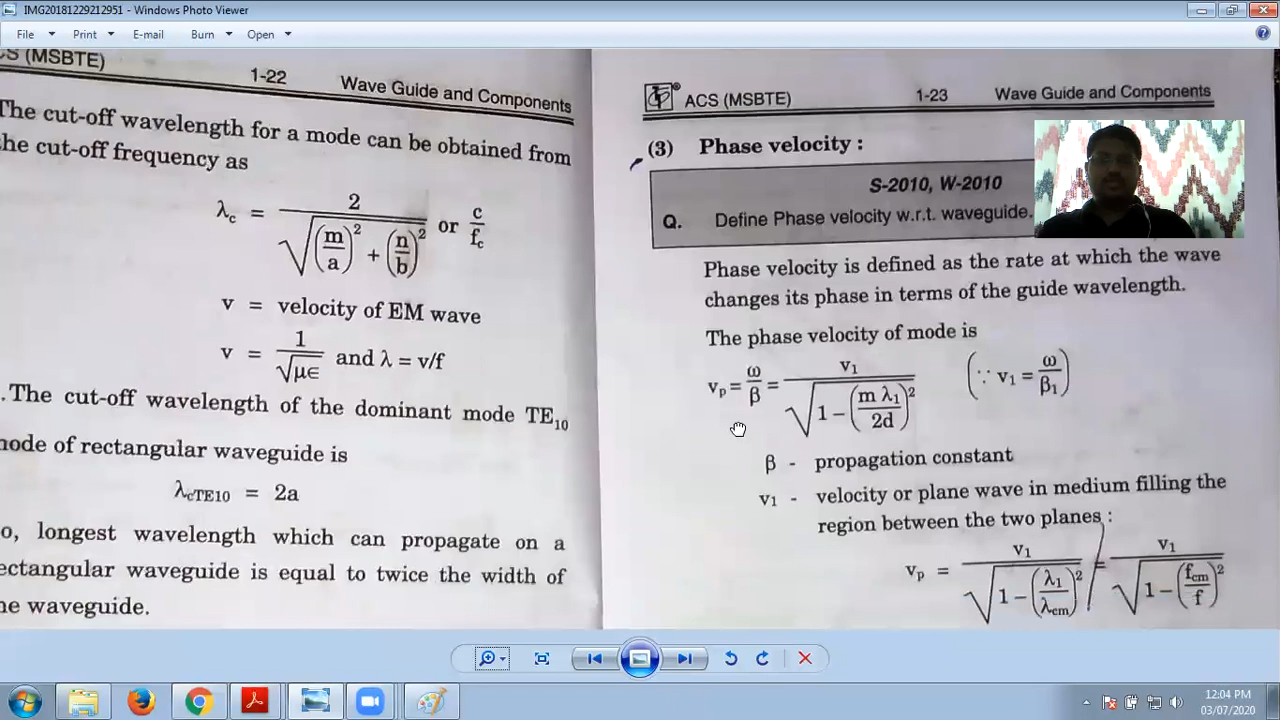 IMG20181229212951 - Windows Photo Viewer
File Print E-mail Burn Open
CS (MSBTE) 1-22 Wave Guide and Components
The cut-off wavelength for a mode can be obtained from
the cut-off frequency as
λc = 2 / √((m/a)² + (n/b)²) or c/fc
v = velocity of EM wave
v = 1/√με and λ = v/f
.The cut-off wavelength of the dominant mode TE10
mode of rectangular waveguide is
λcTE10 = 2a
o, longest wavelength which can propagate on a
ectangular waveguide is equal to twice the width of
he waveguide.
ACS (MSBTE) 1-23 Wave Guide and Components
(3) Phase velocity :
S-2010, W-2010
Q. Define Phase velocity w.r.t. waveguide.
Phase velocity is defined as the rate at which the wave
changes its phase in terms of the guide wavelength.
The phase velocity of mode is
vp = ω/β = v1 / √(1 − (m λ1/2d)²) (∵ v1 = ω/β1)
β - propagation constant
v1 - velocity or plane wave in medium filling the
region between the two planes :
vp = v1 / √(1 − (λ1/λcm)²) = v1 / √(1 − (fcm/f)²)
12:04 PM
03/07/2020